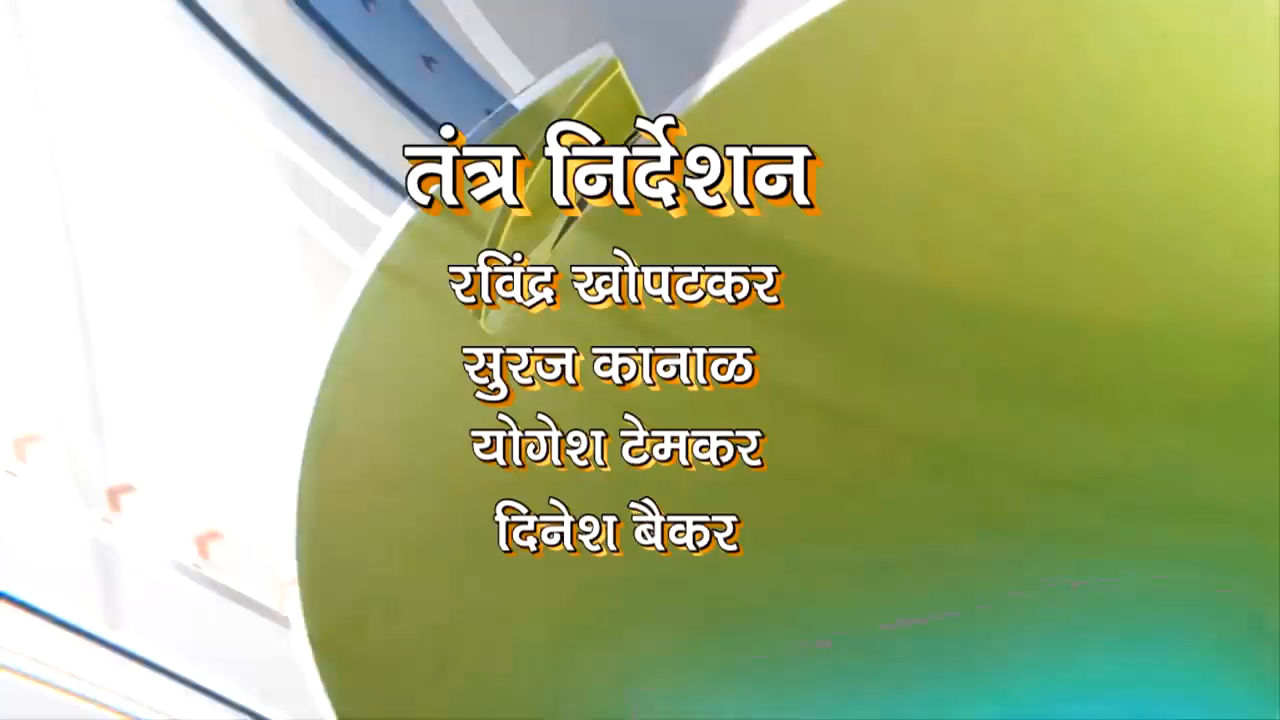 तंत्र निर्देशन
रविंद्र खोपटकर
सुरज कानाळ
योगेश टेमकर
दिनेश बैकर